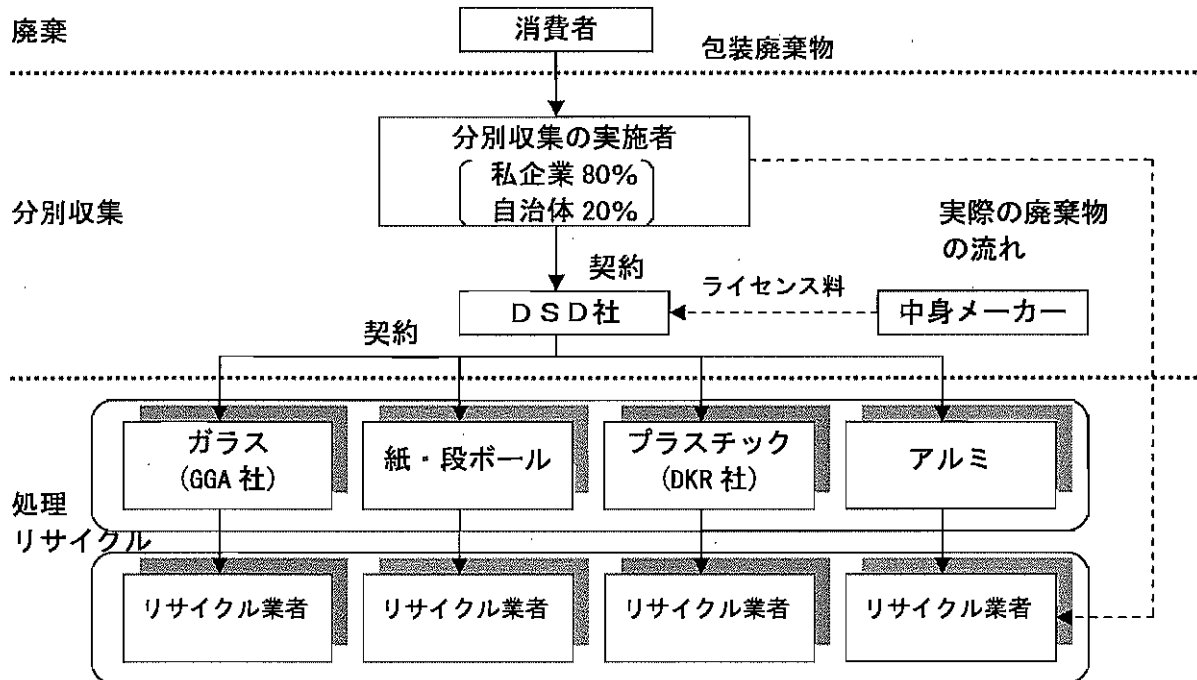 廃棄
消費者
包装廃棄物
分別収集の実施者
私企業 80%
自治体 20%
分別収集
実際の廃棄物
の流れ
契約
ライセンス料
DSD社
中身メーカー
契約
ガラス
(GGA 社)
紙・段ボール
プラスチック
(DKR 社)
アルミ
処理
リサイクル
リサイクル業者
リサイクル業者
リサイクル業者
リサイクル業者